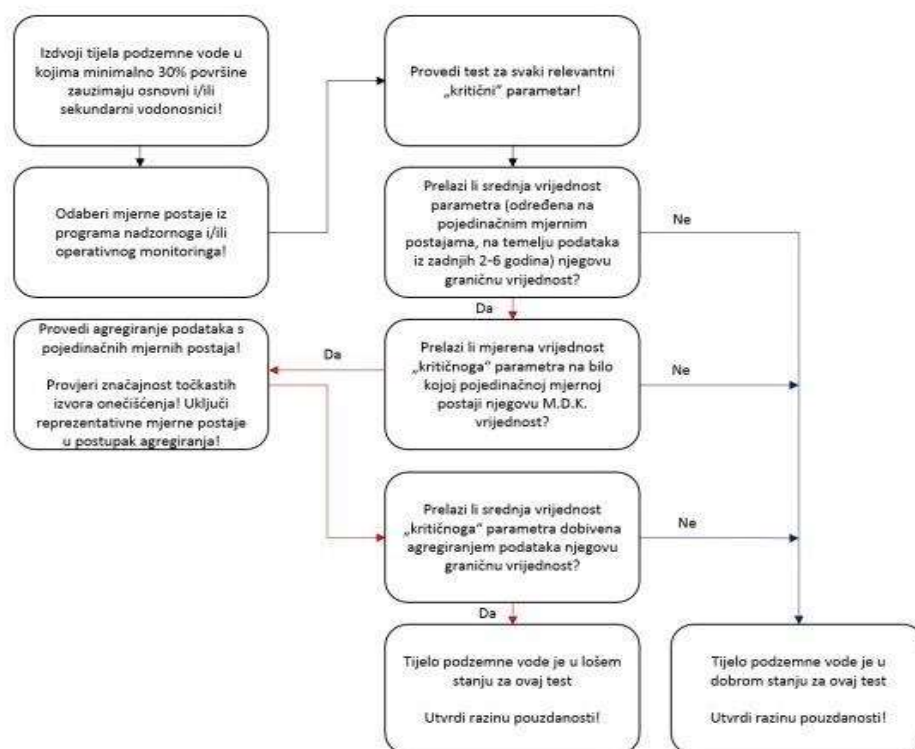 Izdvoji tijela podzemne vode u
kojima minimalno 30% površine
zauzimaju osnovni i/ili
sekundarni vodonosnici!
Odaberi mjerne postaje iz
programa nadzornoga i/ili
operativnog monitoringa!
Provedi test za svaki relevantni
„kritični“ parametar!
Prelazi li srednja vrijednost
parametra (određena na
pojedinačnim mjernim
postajama, na temelju podataka
iz zadnjih 2-6 godina) njegovu
graničnu vrijednost?
Ne
Da
Prelazi li mjerena vrijednost
„kritičnoga“ parametra na bilo
kojoj pojedinačnoj mjernoj
postaji njegovu M.D.K.
vrijednost?
Ne
Da
Provedi agregiranje podataka s
pojedinačnih mjernih postaja!
Provjeri značajnost točkastih
izvora onečišćenja! Uključi
reprezentativne mjerne postaje
u postupak agregiranja!
Prelazi li srednja vrijednost
„kritičnoga“ parametra dobivena
agregiranjem podataka njegovu
graničnu vrijednost?
Ne
Da
Tijelo podzemne vode je u lošem
stanju za ovaj test
Utvrdi razinu pouzdanosti!
Tijelo podzemne vode je u
dobrom stanju za ovaj test
Utvrdi razinu pouzdanosti!